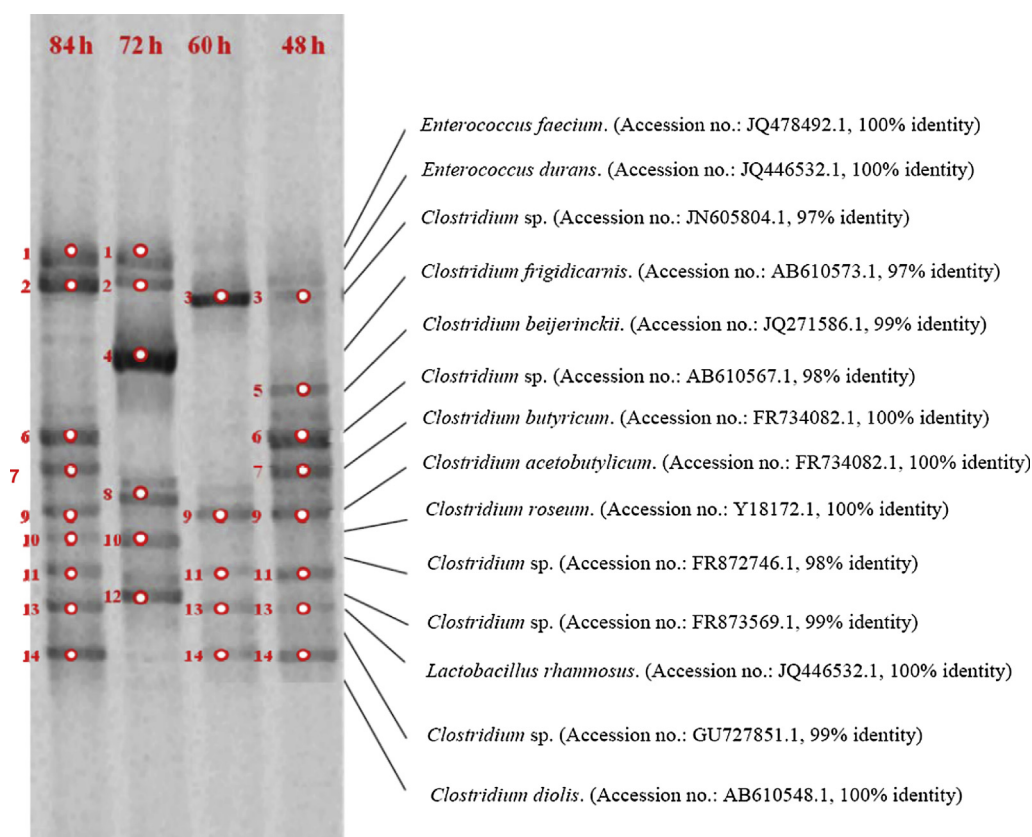 84 h 72 h 60 h 48 h
Enterococcus faecium. (Accession no.: JQ478492.1, 100% identity)
Enterococcus durans. (Accession no.: JQ446532.1, 100% identity)
Clostridium sp. (Accession no.: JN605804.1, 97% identity)
1 1
Clostridium frigidicarnis. (Accession no.: AB610573.1, 97% identity)
2 2 3 3
Clostridium beijerinckii. (Accession no.: JQ271586.1, 99% identity)
4
Clostridium sp. (Accession no.: AB610567.1, 98% identity)
5
Clostridium butyricum. (Accession no.: FR734082.1, 100% identity)
6 6
Clostridium acetobutylicum. (Accession no.: FR734082.1, 100% identity)
7 7
8
Clostridium roseum. (Accession no.: Y18172.1, 100% identity)
9 9 9
10 10
Clostridium sp. (Accession no.: FR872746.1, 98% identity)
11 11 11
12
Clostridium sp. (Accession no.: FR873569.1, 99% identity)
13 13 13
14 14 14
Lactobacillus rhamnosus. (Accession no.: JQ446532.1, 100% identity)
Clostridium sp. (Accession no.: GU727851.1, 99% identity)
Clostridium diolis. (Accession no.: AB610548.1, 100% identity)